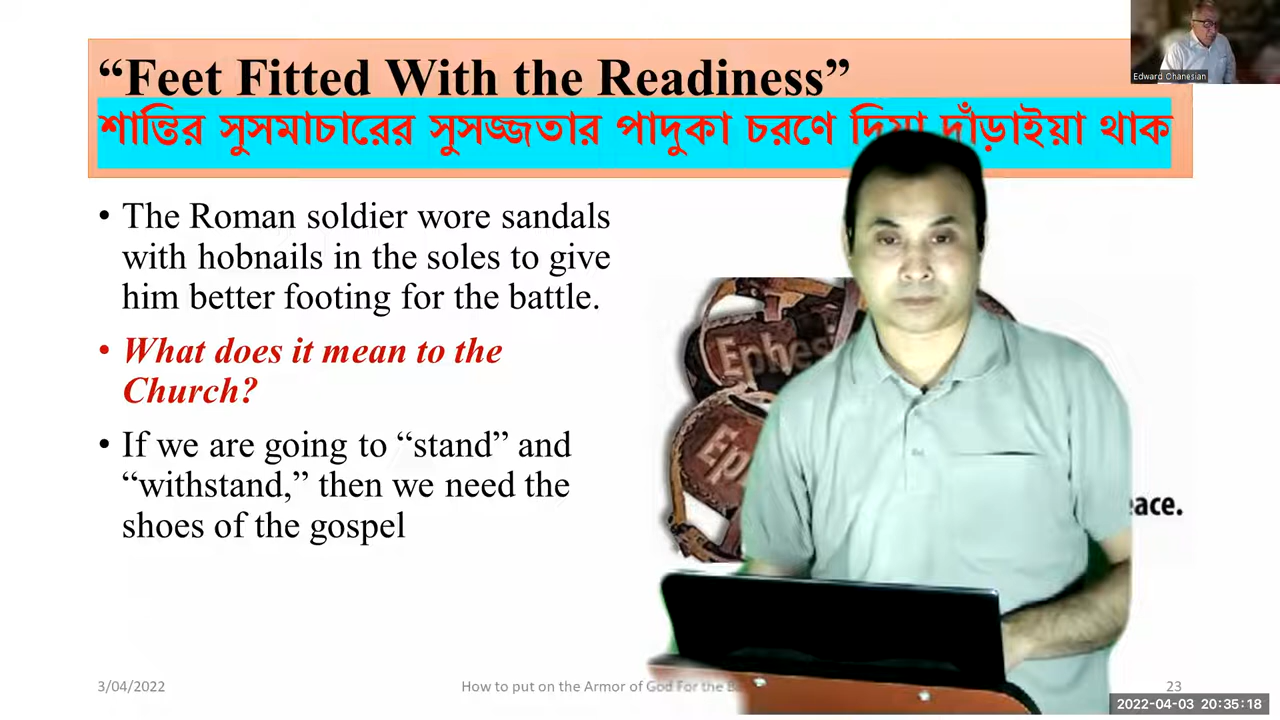 “Feet Fitted With the Readiness”
Edward Ohanesian
শান্তির সুসমাচারের সুসজ্জতার পাদুকা চরণে দিয়া দাঁড়াইয়া থাক
• The Roman soldier wore sandals
with hobnails in the soles to give
him better footing for the battle.
• What does it mean to the
Church?
• If we are going to “stand” and
“withstand,” then we need the
shoes of the gospel
Ephes
Ep
eace.
3/04/2022
How to put on the Armor of God For the
23
2022-04-03 20:35:18